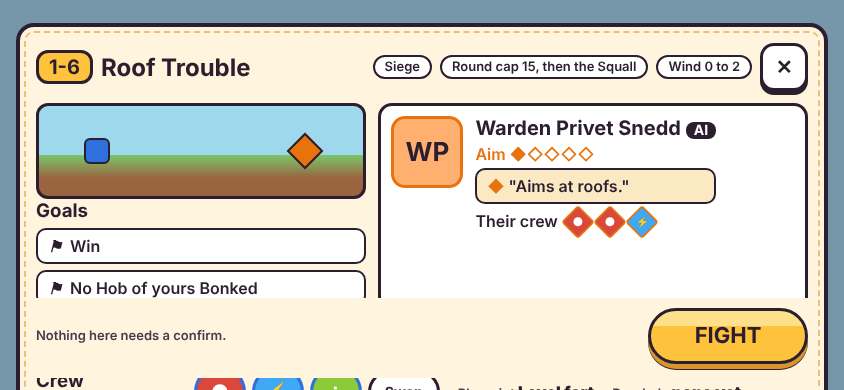 1-6 Roof Trouble Siege Round cap 15, then the Squall Wind 0 to 2 ×
WP
Warden Privet Snedd AI
Aim
"Aims at roofs."
Their crew
Goals
Win
No Hob of yours Bonked
Nothing here needs a confirm.
FIGHT
Crew